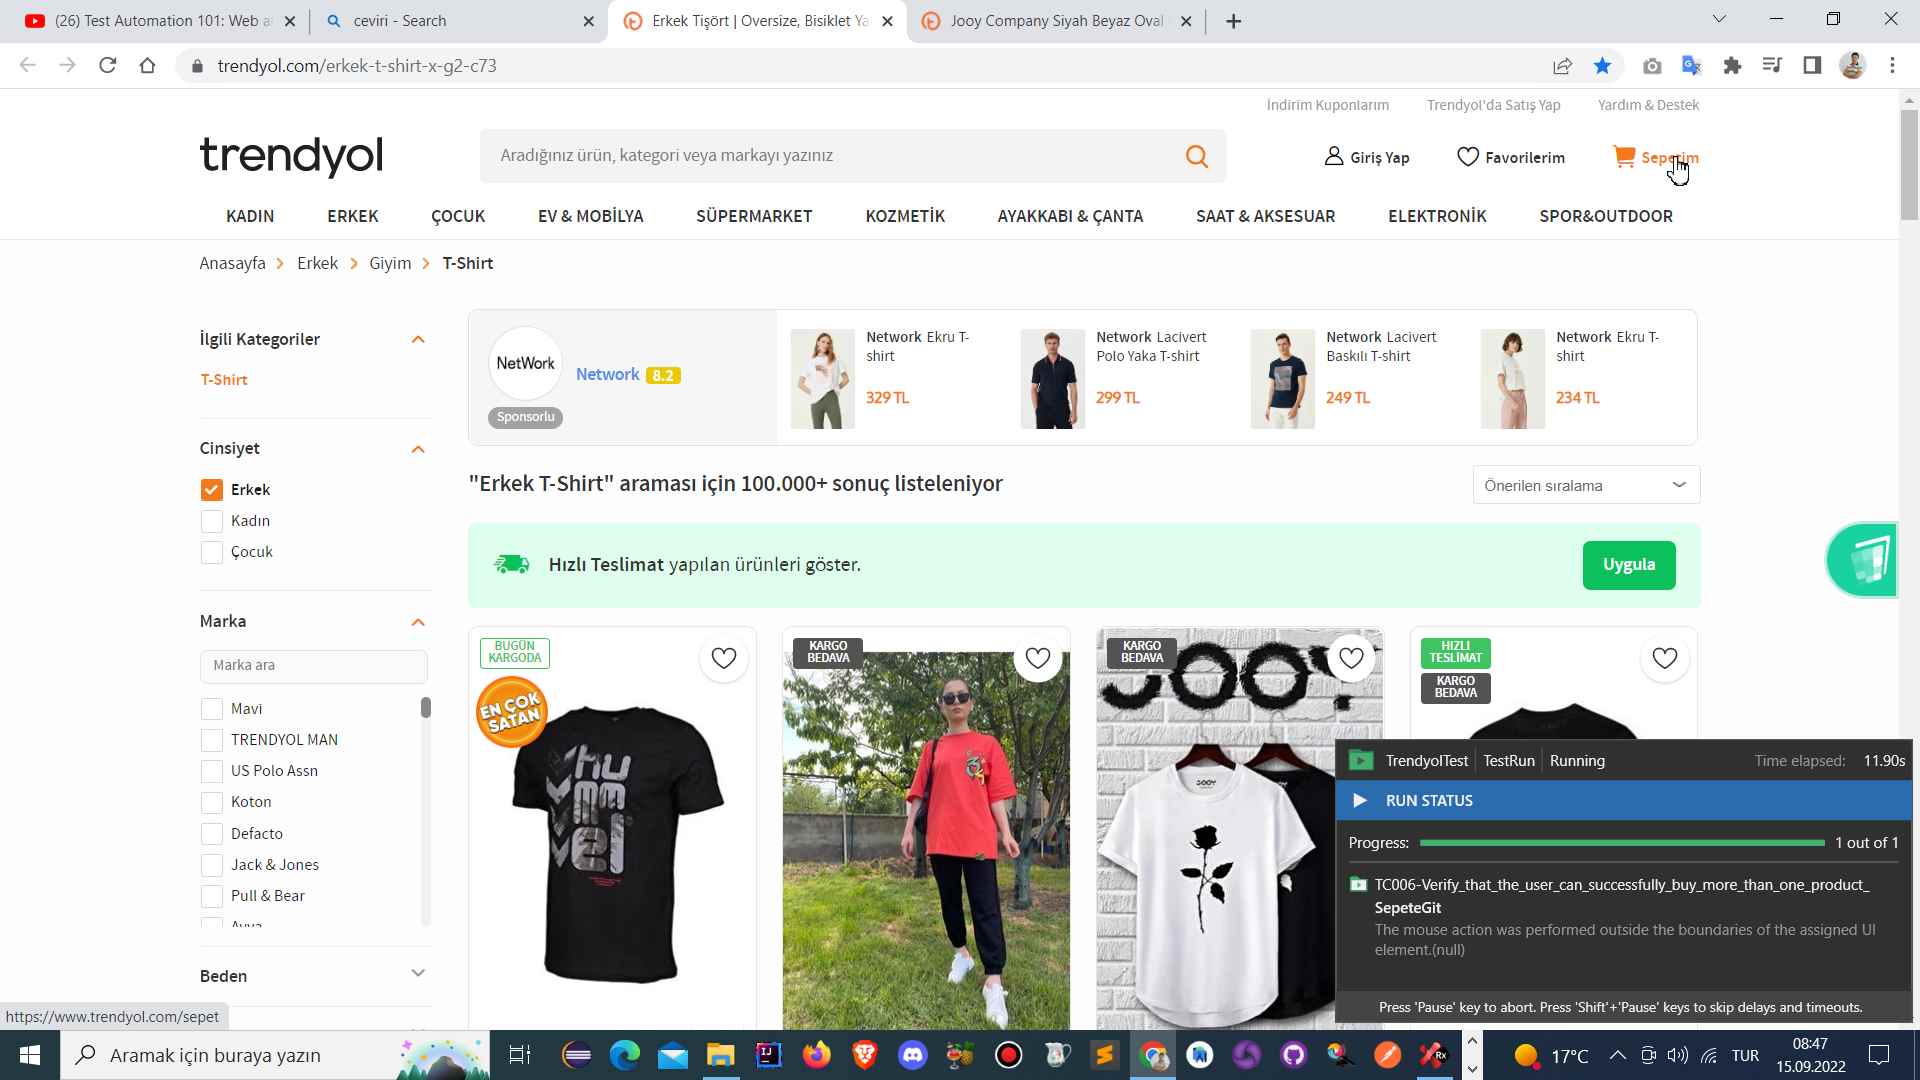 (26) Test Automation 101: Web a
ceviri - Search
Erkek Tişört | Oversize, Bisiklet Ya
Jooy Company Siyah Beyaz Oval
trendyol.com/erkek-t-shirt-x-g2-c73
İndirim Kuponlarım
Trendyol'da Satış Yap
Yardım & Destek
trendyol
Aradığınız ürün, kategori veya markayı yazınız
Giriş Yap
Favorilerim
Sepetim
KADIN
ERKEK
ÇOCUK
EV & MOBİLYA
SÜPERMARKET
KOZMETİK
AYAKKABI & ÇANTA
SAAT & AKSESUAR
ELEKTRONİK
SPOR&OUTDOOR
Anasayfa
Erkek
Giyim
T-Shirt
İlgili Kategoriler
T-Shirt
Cinsiyet
Erkek
Kadın
Çocuk
Marka
Marka ara
Mavi
TRENDYOL MAN
US Polo Assn
Koton
Defacto
Jack & Jones
Pull & Bear
Beden
NetWork
Network 8.2
Sponsorlu
Network Ekru T-
shirt
329 TL
Network Lacivert
Polo Yaka T-shirt
299 TL
Network Lacivert
Baskılı T-shirt
249 TL
Network Ekru T-
shirt
234 TL
"Erkek T-Shirt" araması için 100.000+ sonuç listeleniyor
Önerilen sıralama
Hızlı Teslimat yapılan ürünleri göster.
Uygula
BUGÜN
KARGODA
EN ÇOK
SATAN
hu
mm
vel
KARGO
BEDAVA
KARGO
BEDAVA
JOOY
HIZLI
TESLİMAT
KARGO
BEDAVA
TrendyolTest
TestRun
Running
Time elapsed: 11.90s
RUN STATUS
Progress:
1 out of 1
TC006-Verify_that_the_user_can_successfully_buy_more_than_one_product_
SepeteGit
The mouse action was performed outside the boundaries of the assigned UI
element.(null)
Press 'Pause' key to abort. Press 'Shift'+'Pause' keys to skip delays and timeouts.
https://www.trendyol.com/sepet
Aramak için buraya yazın
17°C
TUR
08:47
15.09.2022